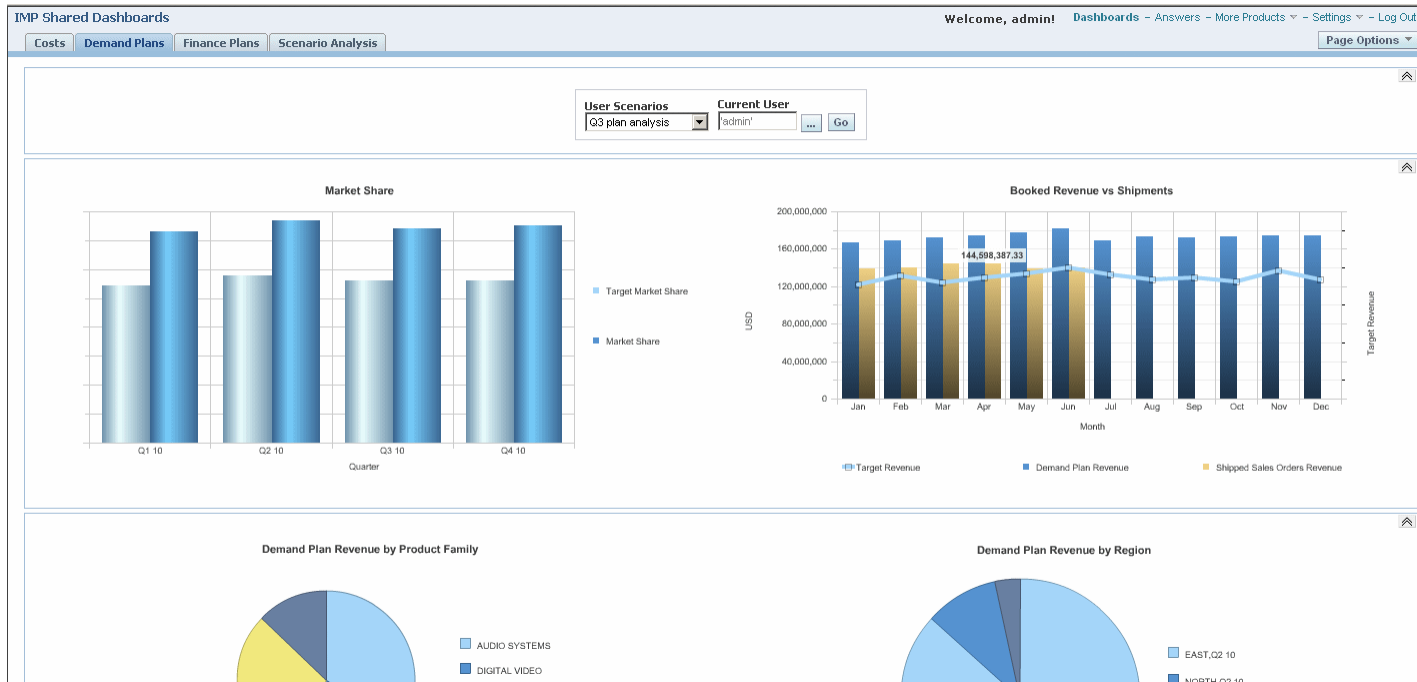 IMP Shared Dashboards
Welcome, admin! Dashboards - Answers - More Products - Settings - Log Out
Costs Demand Plans Finance Plans Scenario Analysis
Page Options
User Scenarios Current User
Q3 plan analysis 'admin' ... Go
Market Share
Target Market Share
Market Share
Q1 10 Q2 10 Q3 10 Q4 10
Quarter
Booked Revenue vs Shipments
200,000,000
160,000,000
144,598,387.33
120,000,000
80,000,000
40,000,000
0
USD
Target Revenue
Jan Feb Mar Apr May Jun Jul Aug Sep Oct Nov Dec
Month
Target Revenue Demand Plan Revenue Shipped Sales Orders Revenue
Demand Plan Revenue by Product Family
AUDIO SYSTEMS
DIGITAL VIDEO
Demand Plan Revenue by Region
EAST,Q2 10
NORTH,Q2 10